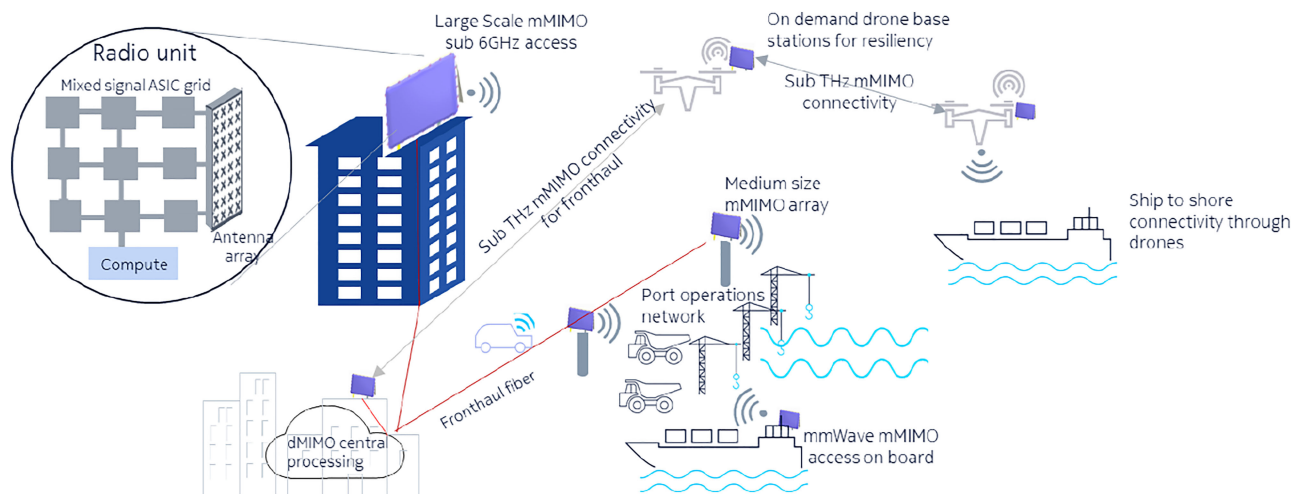 Radio unit
Mixed signal ASIC grid
Antenna
array
Compute
Large Scale mMIMO
sub 6GHz access
On demand drone base
stations for resiliency
Sub THz mMIMO
connectivity
Sub THz mMIMO connectivity
for fronthaul
Medium size
mMIMO array
Ship to shore
connectivity through
drones
Port operations
network
Fronthaul fiber
dMIMO central
processing
mmWave mMIMO
access on board